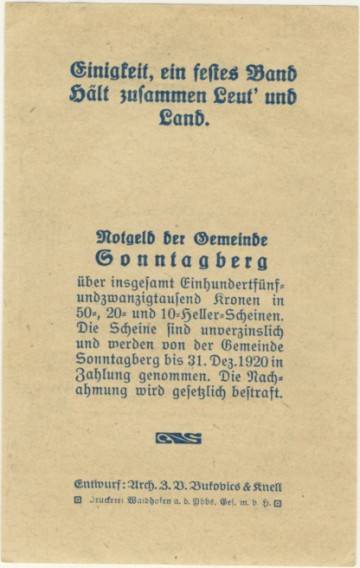 Einigkeit, ein festes Band
Hält zusammen Leut' und
Land.
Notgeld der Gemeinde
Sonntagberg
über insgesamt Einhundertfünf-
undzwanzigtausend Kronen in
50-, 20- und 10-Heller-Scheinen.
Die Scheine sind unverzinslich
und werden von der Gemeinde
Sonntagberg bis 31. Dez. 1920 in
Zahlung genommen. Die Nach-
ahmung wird gesetzlich bestraft.
Entwurf: Arch. J. V. Bukovics & Knell
Druckerei Waidhofen a. d. Ybbs, Ges. m. b. H.